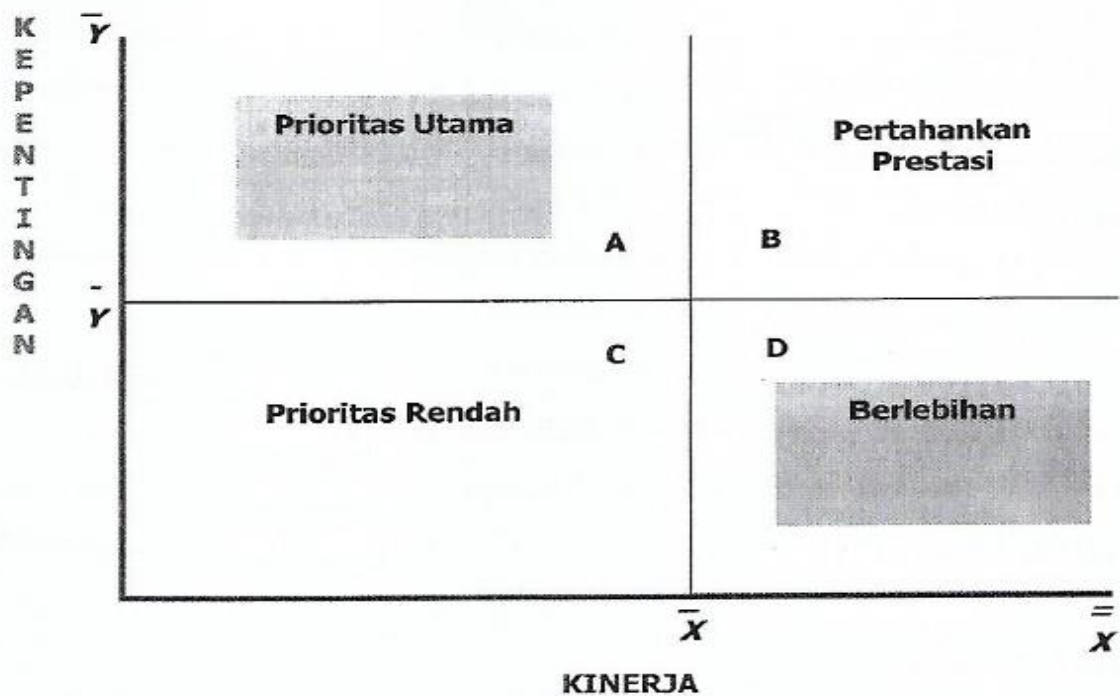 KEPENTINGAN
Y̅
Prioritas Utama
Pertahankan
Prestasi
A
B
-
Y
C
D
Prioritas Rendah
Berlebihan
X̅
X̿
KINERJA